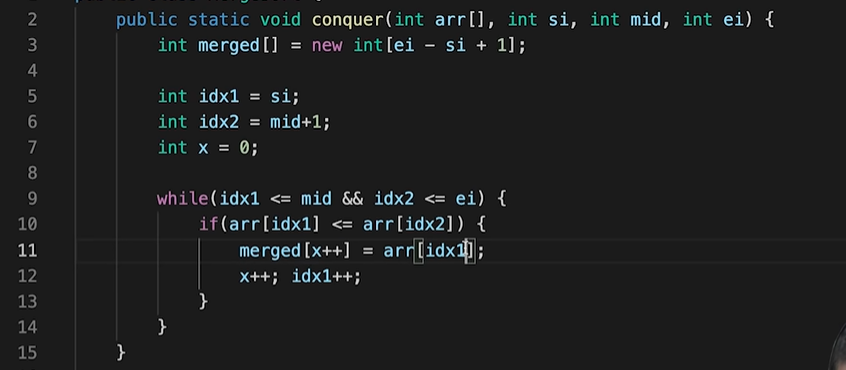 2 public static void conquer(int arr[], int si, int mid, int ei) {
3 int merged[] = new int[ei - si + 1];
4
5 int idx1 = si;
6 int idx2 = mid+1;
7 int x = 0;
8
9 while(idx1 <= mid && idx2 <= ei) {
10 if(arr[idx1] <= arr[idx2]) {
11 merged[x++] = arr[idx1];
12 x++; idx1++;
13 }
14 }
15 }